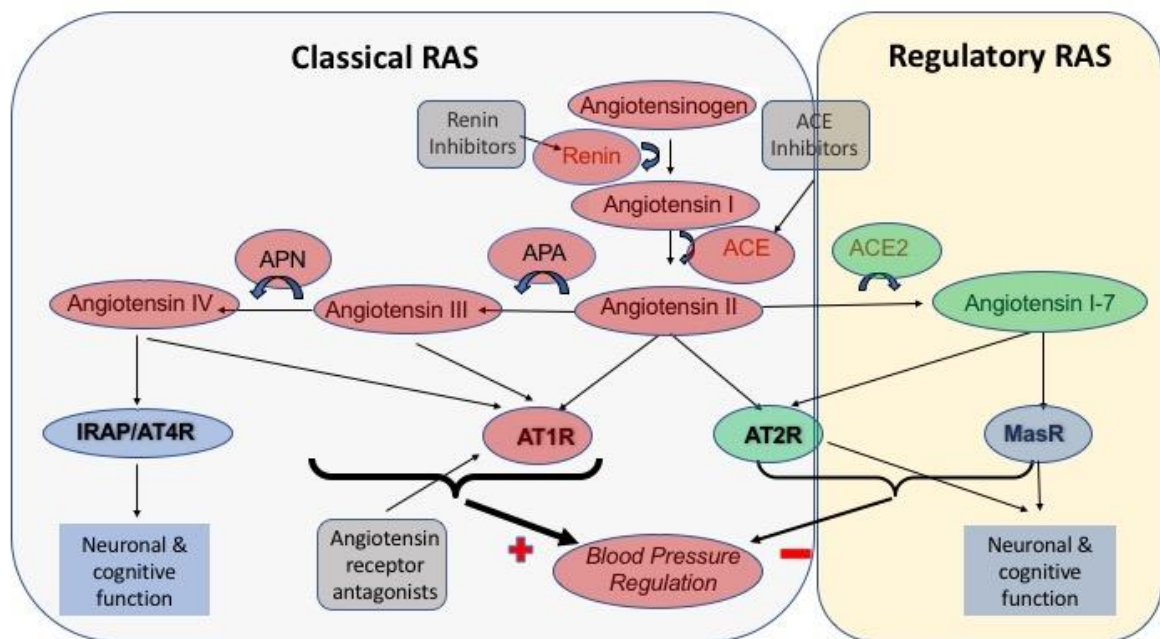 Classical RAS
Regulatory RAS
Angiotensinogen
Renin
Inhibitors
ACE
Inhibitors
Renin
Angiotensin I
APN
APA
ACE
ACE2
Angiotensin IV
Angiotensin III
Angiotensin II
Angiotensin I-7
IRAP/AT4R
AT1R
AT2R
MasR
Neuronal &
cognitive
function
Angiotensin
receptor
antagonists
+
Blood Pressure
Regulation
-
Neuronal &
cognitive
function